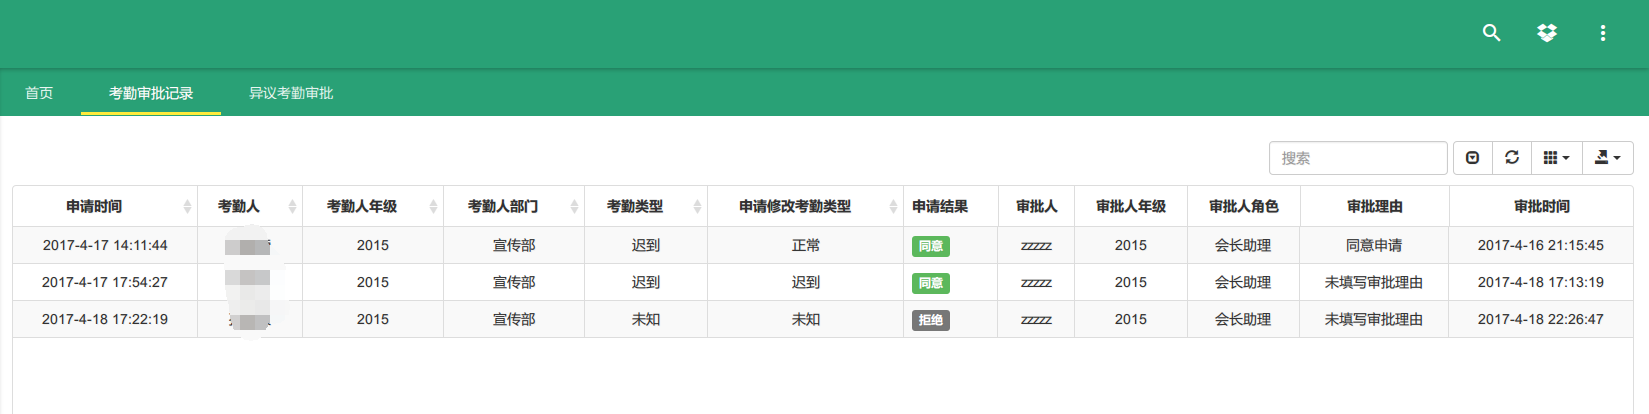 首页 考勤审批记录 异议考勤审批
搜索
申请时间 考勤人 考勤人年级 考勤人部门 考勤类型 申请修改考勤类型 申请结果 审批人 审批人年级 审批人角色 审批理由 审批时间
2017-4-17 14:11:44 2015 宣传部 迟到 正常 同意 zzzzz 2015 会长助理 同意申请 2017-4-16 21:15:45
2017-4-17 17:54:27 2015 宣传部 迟到 迟到 同意 zzzzz 2015 会长助理 未填写审批理由 2017-4-18 17:13:19
2017-4-18 17:22:19 2015 宣传部 未知 未知 拒绝 zzzzz 2015 会长助理 未填写审批理由 2017-4-18 22:26:47